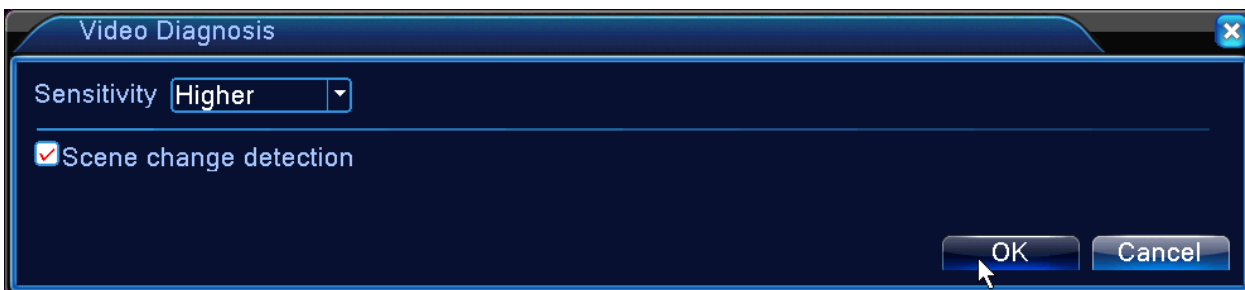 Video Diagnosis
Sensitivity Higher
Scene change detection
OK Cancel